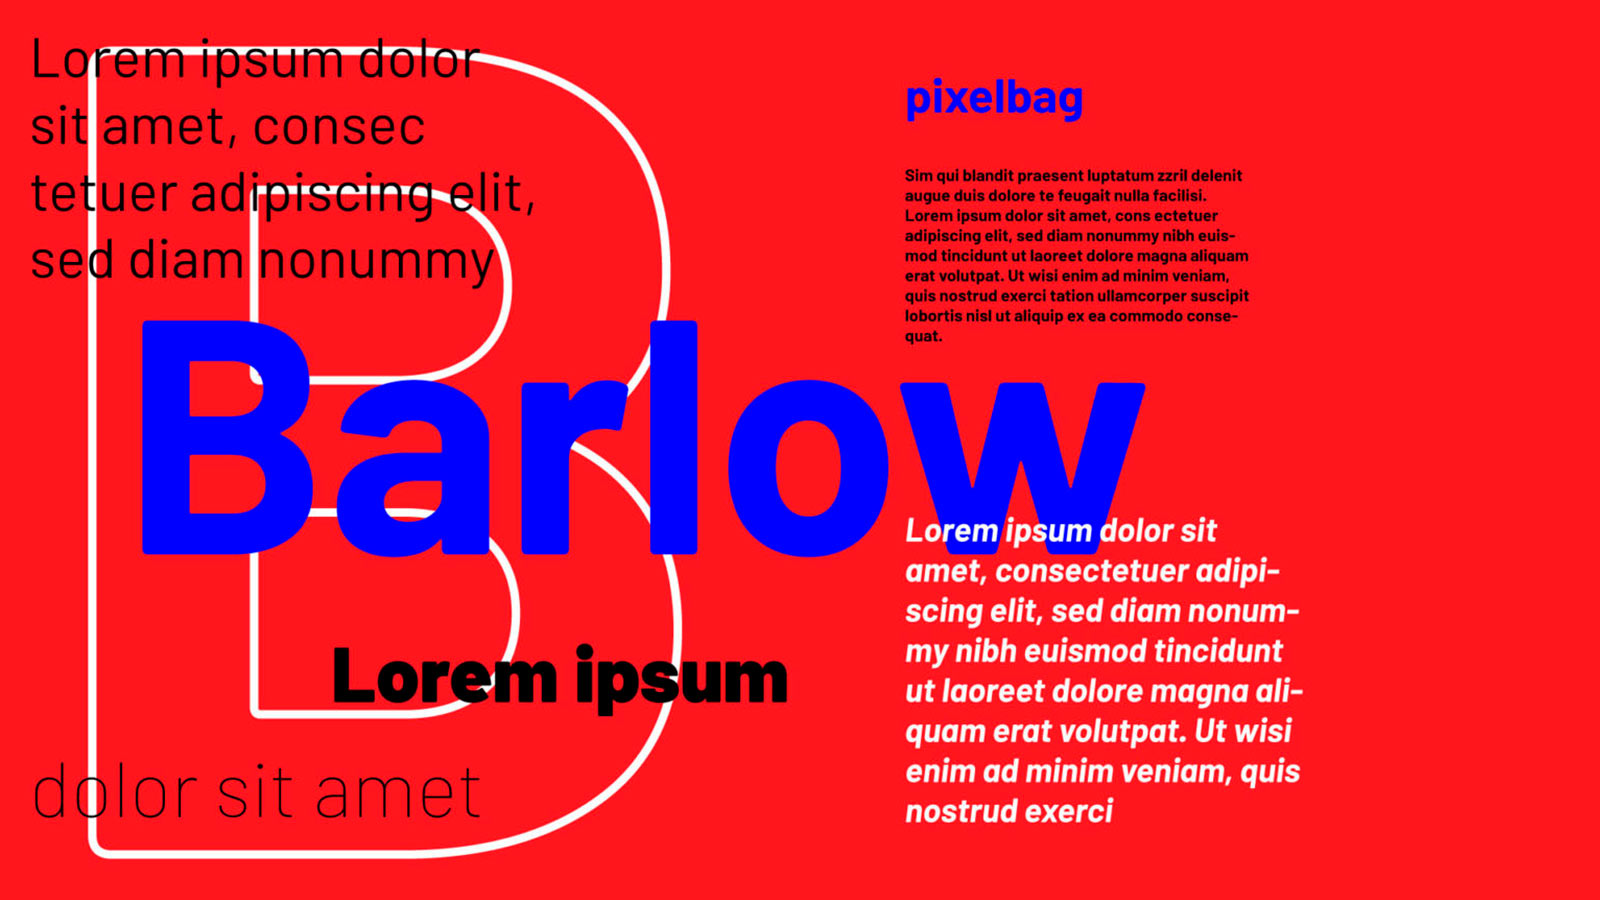 Lorem ipsum dolor
sit amet, consec
tetuer adipiscing elit,
sed diam nonummy
Barlow
Lorem ipsum
dolor sit amet
pixelbag
Sim qui blandit praesent luptatum zzril delenit
augue duis dolore te feugait nulla facilisi.
Lorem ipsum dolor sit amet, cons ectetuer
adipiscing elit, sed diam nonummy nibh euis-
mod tincidunt ut laoreet dolore magna aliquam
erat volutpat. Ut wisi enim ad minim veniam,
quis nostrud exerci tation ullamcorper suscipit
lobortis nisl ut aliquip ex ea commodo conse-
quat.
Lorem ipsum dolor sit
amet, consectetuer adipi-
scing elit, sed diam nonum-
my nibh euismod tincidunt
ut laoreet dolore magna ali-
quam erat volutpat. Ut wisi
enim ad minim veniam, quis
nostrud exerci
B